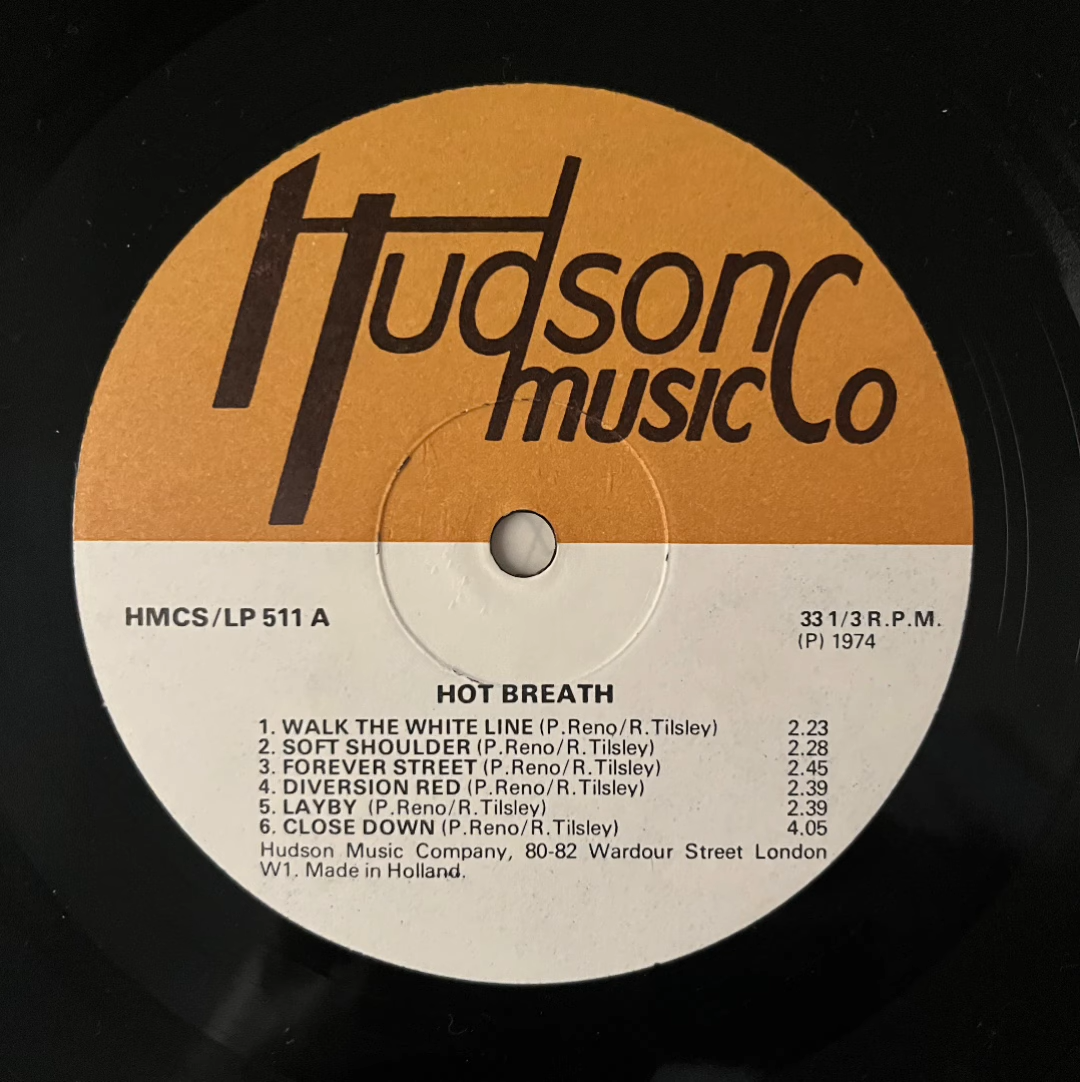 Hudson
music Co
HMCS/LP 511 A
33 1/3 R.P.M.
(P) 1974
HOT BREATH
1. WALK THE WHITE LINE (P.Reno/R.Tilsley) 2.23
2. SOFT SHOULDER (P.Reno/R.Tilsley) 2.28
3. FOREVER STREET (P.Reno/R.Tilsley) 2.45
4. DIVERSION RED (P.Reno/R.Tilsley) 2.39
5. LAYBY (P.Reno/R.Tilsley) 2.39
6. CLOSE DOWN (P.Reno/R.Tilsley) 4.05
Hudson Music Company, 80-82 Wardour Street London
W1. Made in Holland.